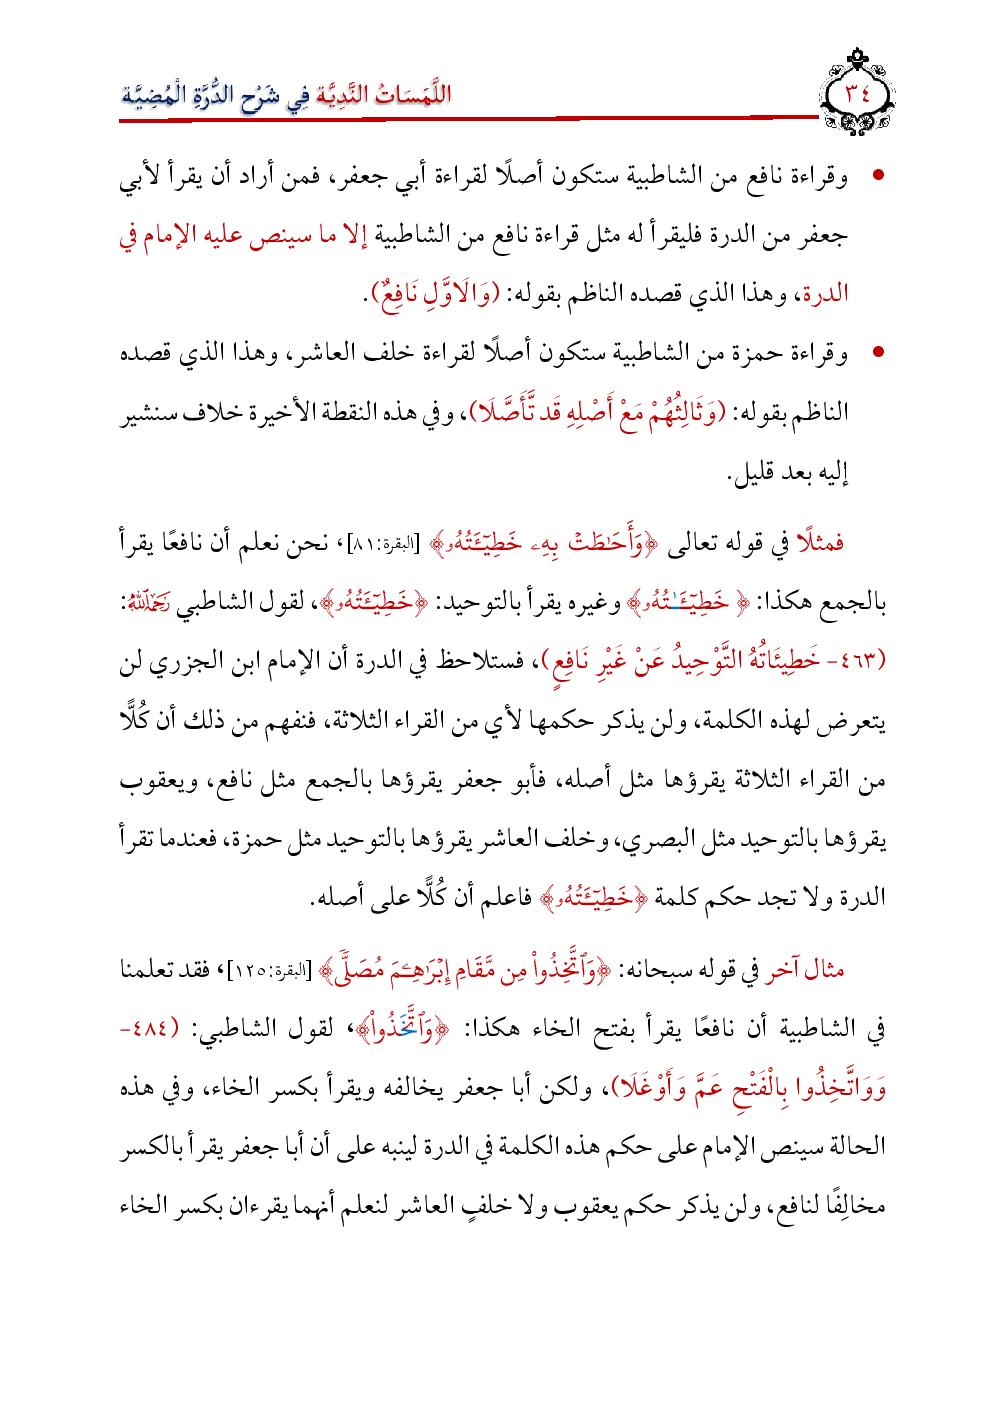 ٣٤
اللَّمَسَاتُ النَّدِيَّة فِي شَرْحِ الدُّرَّةِ الْمُضِيَّة
• وقراءة نافع من الشاطبية ستكون أصلًا لقراءة أبي جعفر، فمن أراد أن يقرأ لأبي
جعفر من الدرة فليقرأ له مثل قراءة نافع من الشاطبية إلا ما سينص عليه الإمام في
الدرة، وهذا الذي قصده الناظم بقوله: (وَالَاوَّلِ نَافِعٌ).
• وقراءة حمزة من الشاطبية ستكون أصلًا لقراءة خلف العاشر، وهذا الذي قصده
الناظم بقوله: (وَثَالِثُهُمْ مَعْ أَصْلِهِ قَد تَّأَصَّلَا)، وفي هذه النقطة الأخيرة خلاف سنشير
إليه بعد قليل.
فمثلًا في قوله تعالى ﴿وَأَحَٰطَتْ بِهِۦ خَطِيٓـَٔتُهُۥ﴾ [البقرة:٨١]، نحن نعلم أن نافعًا يقرأ
بالجمع هكذا: ﴿ خَطِيٓـَٔـٰتُهُۥ﴾ وغيره يقرأ بالتوحيد: ﴿خَطِيٓـَٔتُهُۥ﴾، لقول الشاطبي رَحِمَهُ ٱللَّهُ:
(٤٦٣- خَطِيئَاتُهُ التَّوْحِيدُ عَنْ غَيْرِ نَافِعٍ)، فستلاحظ في الدرة أن الإمام ابن الجزري لن
يتعرض لهذه الكلمة، ولن يذكر حكمها لأي من القراء الثلاثة، فنفهم من ذلك أن كُلًّا
من القراء الثلاثة يقرؤها مثل أصله، فأبو جعفر يقرؤها بالجمع مثل نافع، ويعقوب
يقرؤها بالتوحيد مثل البصري، وخلف العاشر يقرؤها بالتوحيد مثل حمزة، فعندما تقرأ
الدرة ولا تجد حكم كلمة ﴿خَطِيٓـَٔتُهُۥ﴾ فاعلم أن كُلًّا على أصله.
مثال آخر في قوله سبحانه: ﴿وَٱتَّخِذُواْ مِن مَّقَامِ إِبْرَٰهِـۧمَ مُصَلًّى﴾ [البقرة:١٢٥]، فقد تعلمنا
في الشاطبية أن نافعًا يقرأ بفتح الخاء هكذا: ﴿وَٱتَّخَذُواْ﴾، لقول الشاطبي: (٤٨٤-
وَوَاتَّخِذُوا بِالْفَتْحِ عَمَّ وَأَوْغَلَا)، ولكن أبا جعفر يخالفه ويقرأ بكسر الخاء، وفي هذه
الحالة سينص الإمام على حكم هذه الكلمة في الدرة لينبه على أن أبا جعفر يقرأ بالكسر
مخالِفًا لنافع، ولن يذكر حكم يعقوب ولا خلفٍ العاشر لنعلم أنهما يقرءان بكسر الخاء